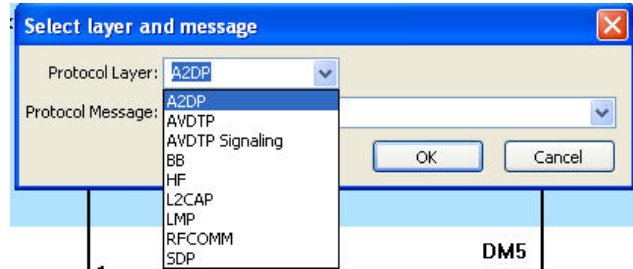 Select layer and message
Protocol Layer: A2DP
A2DP
Protocol Message:
AVDTP
AVDTP Signaling
BB
OK
Cancel
HF
L2CAP
LMP
RFCOMM
DM5
SDP